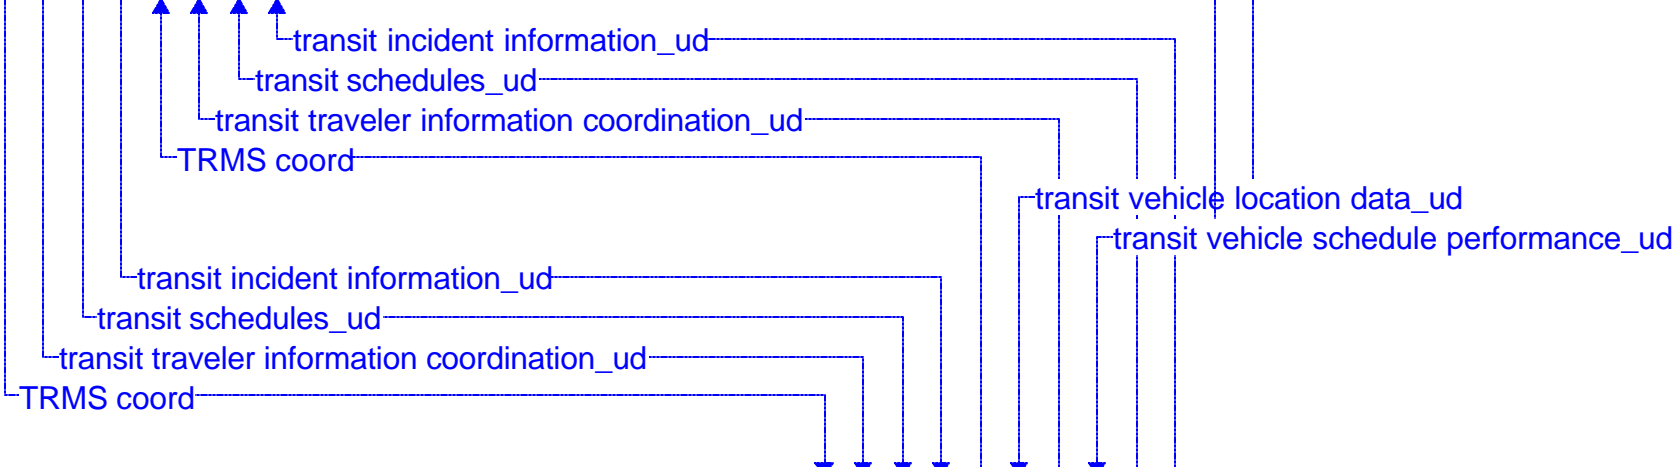 transit incident information_ud
transit schedules_ud
transit traveler information coordination_ud
TRMS coord
transit vehicle location data_ud
transit vehicle schedule performance_ud
transit incident information_ud
transit schedules_ud
transit traveler information coordination_ud
TRMS coord